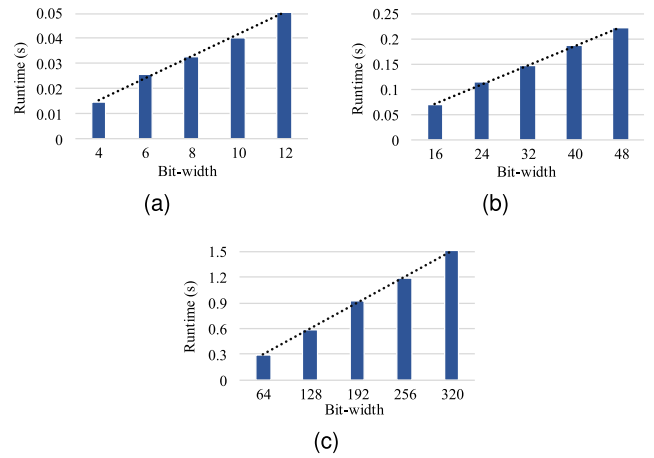 0.05
0.04
0.03
0.02
0.01
0
Runtime (s)
4 6 8 10 12
Bit-width
(a)
0.25
0.2
0.15
0.1
0.05
0
Runtime (s)
16 24 32 40 48
Bit-width
(b)
1.5
1.2
0.9
0.6
0.3
0
Runtime (s)
64 128 192 256 320
Bit-width
(c)